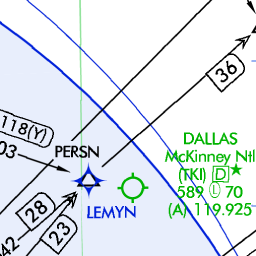 36
118(Y)
03
PERSN
DALLAS
McKinney Ntl
(TKI) D
589 L 70
(A) 119.925
LEMYN
28
23
42